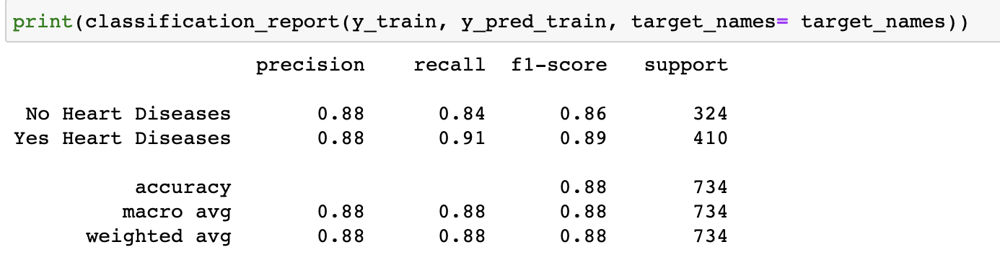 print(classification_report(y_train, y_pred_train, target_names= target_names))
precision recall f1-score support
No Heart Diseases 0.88 0.84 0.86 324
Yes Heart Diseases 0.88 0.91 0.89 410
accuracy 0.88 734
macro avg 0.88 0.88 0.88 734
weighted avg 0.88 0.88 0.88 734